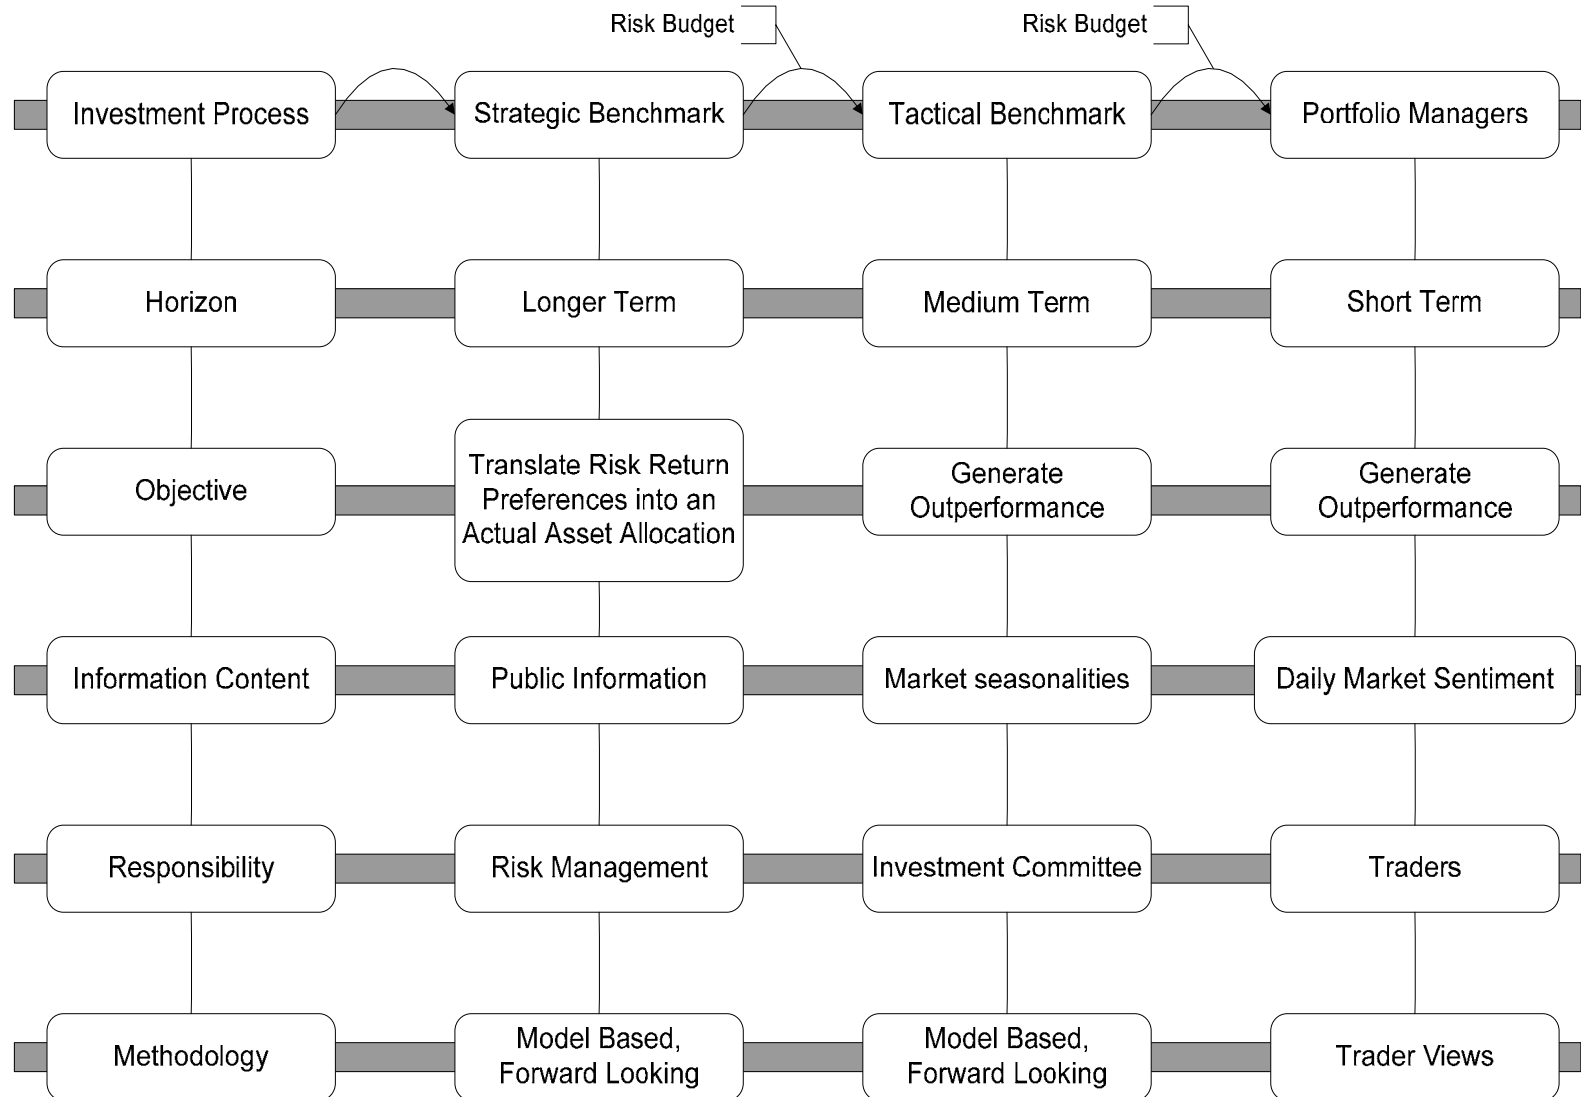 Risk Budget
Risk Budget
Investment Process
Strategic Benchmark
Tactical Benchmark
Portfolio Managers
Horizon
Longer Term
Medium Term
Short Term
Objective
Translate Risk Return
Preferences into an
Actual Asset Allocation
Generate
Outperformance
Generate
Outperformance
Information Content
Public Information
Market seasonalities
Daily Market Sentiment
Responsibility
Risk Management
Investment Committee
Traders
Methodology
Model Based,
Forward Looking
Model Based,
Forward Looking
Trader Views